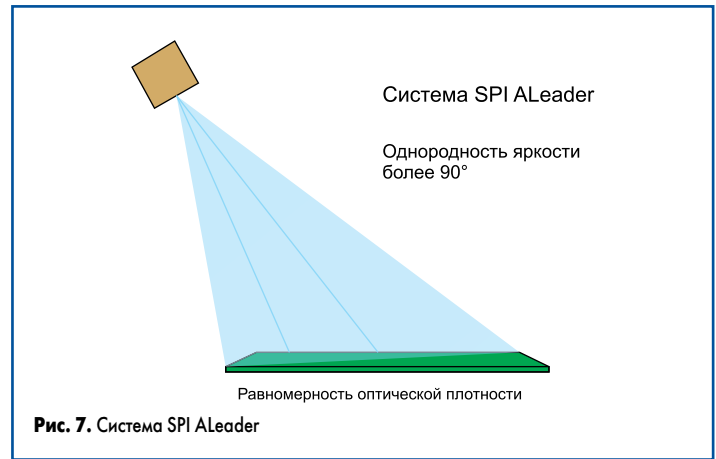 Система SPI ALeader
Однородность яркости
более 90°
Равномерность оптической плотности
Рис. 7. Система SPI ALeader